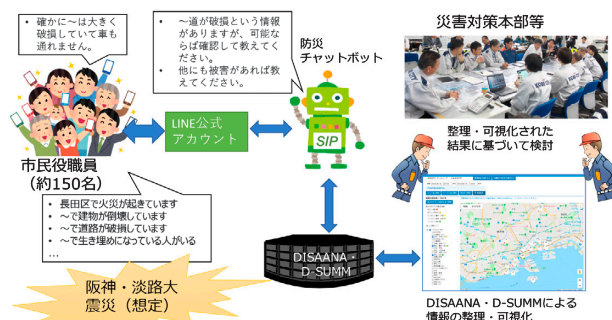 ・ 確かに～は大きく
破損していて車も
通れません。
・ ～道が破損という情報
がありますが、可能な
らば確認して教えてく
ださい。
・ 他にも被害があれば教
えてください。
防災
チャットボット
災害対策本部等
LINE公式
アカウント
SIP
整理・可視化された
結果に基づいて検討
市民役職員
（約150名）
・ 長田区で火災が起きています
・ ～で建物が倒壊しています
・ ～で道路が破損しています
・ ～で生き埋めになっている人がいる
…
DISAANA・
D-SUMM
阪神・淡路大
震災（想定）
DISAANA・D-SUMMによる
情報の整理・可視化